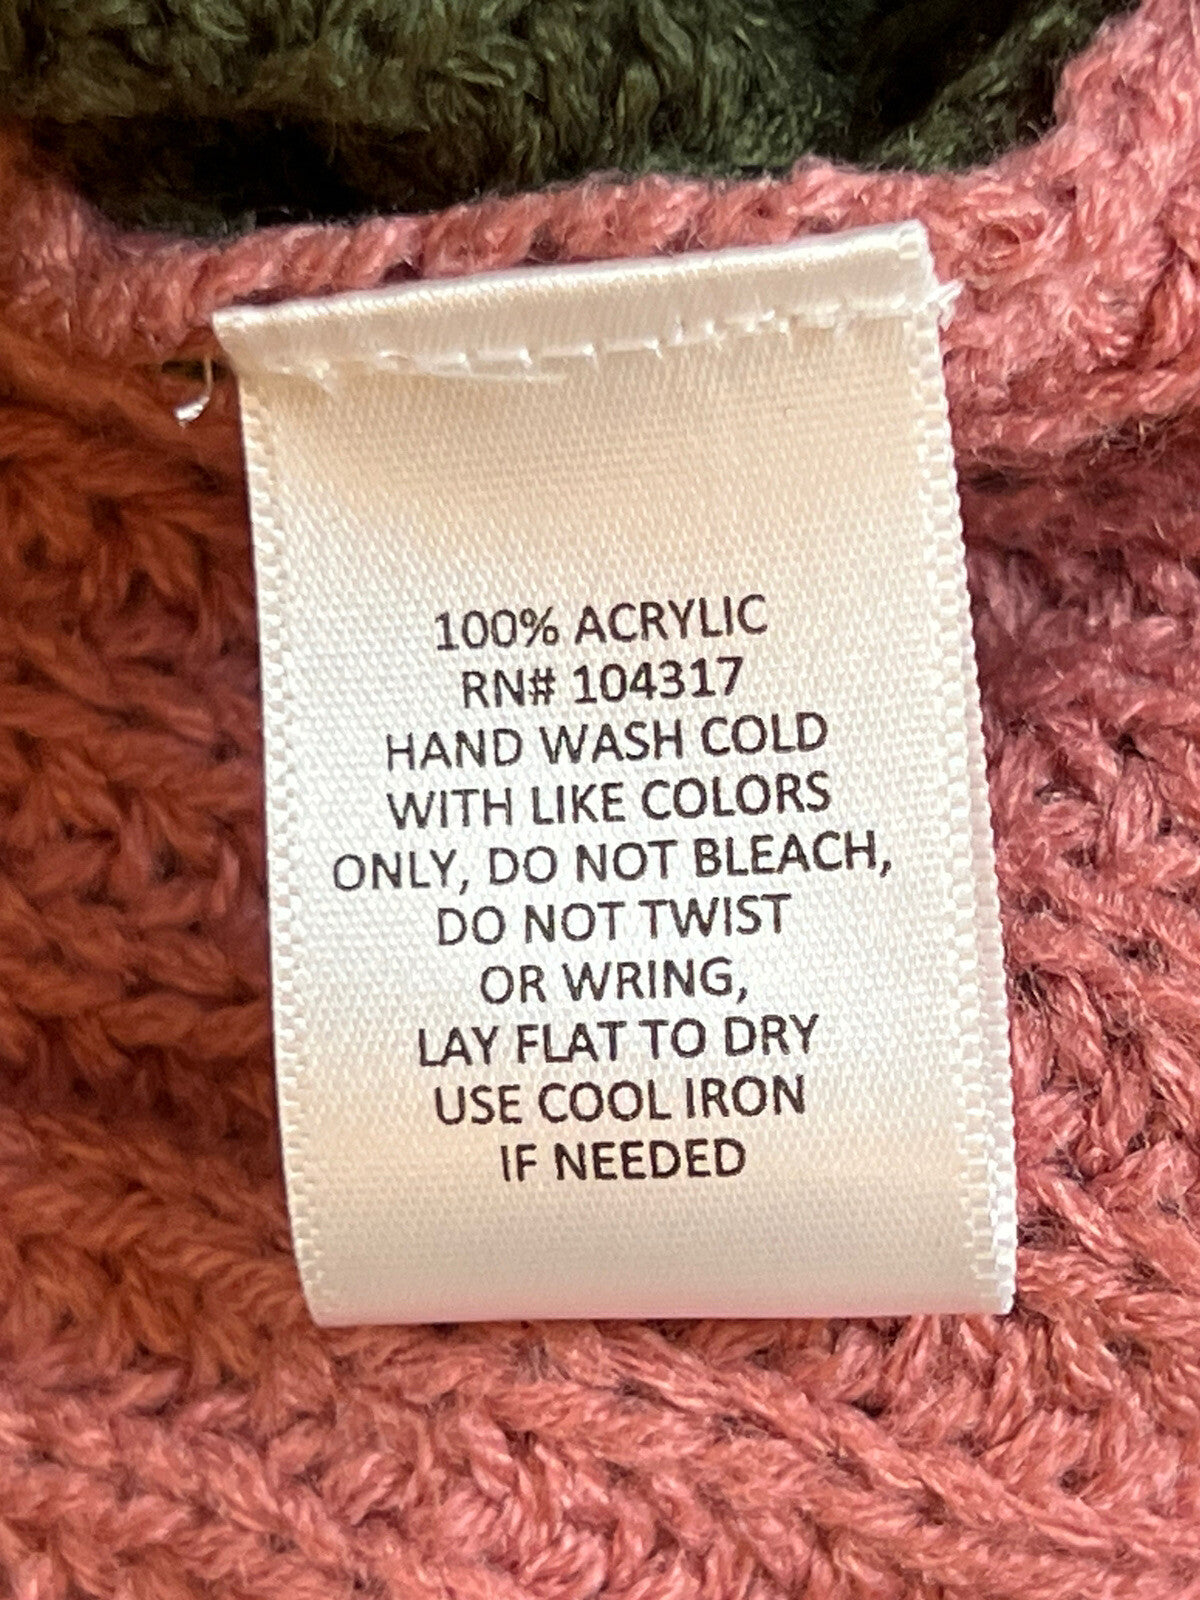 100% ACRYLIC
RN# 104317
HAND WASH COLD
WITH LIKE COLORS
ONLY, DO NOT BLEACH,
DO NOT TWIST
OR WRING,
LAY FLAT TO DRY
USE COOL IRON
IF NEEDED